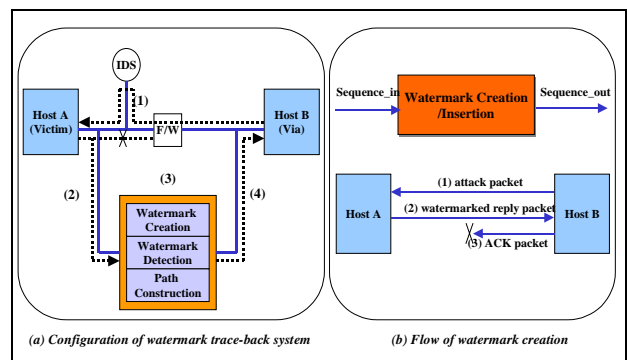 IDS
(1)
Host A
(Victim)
F/W
Host B
(Via)
(2)
(3)
(4)
Watermark
Creation
Watermark
Detection
Path
Construction
(a) Configuration of watermark trace-back system
Sequence_in
Watermark Creation
/Insertion
Sequence_out
Host A
(1) attack packet
(2) watermarked reply packet
(3) ACK packet
Host B
(b) Flow of watermark creation